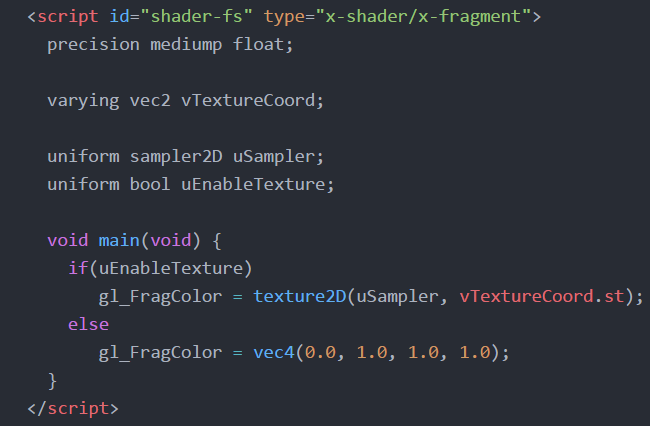 <script id="shader-fs" type="x-shader/x-fragment">
precision mediump float;
varying vec2 vTextureCoord;
uniform sampler2D uSampler;
uniform bool uEnableTexture;
void main(void) {
if(uEnableTexture)
gl_FragColor = texture2D(uSampler, vTextureCoord.st);
else
gl_FragColor = vec4(0.0, 1.0, 1.0, 1.0);
}
</script>